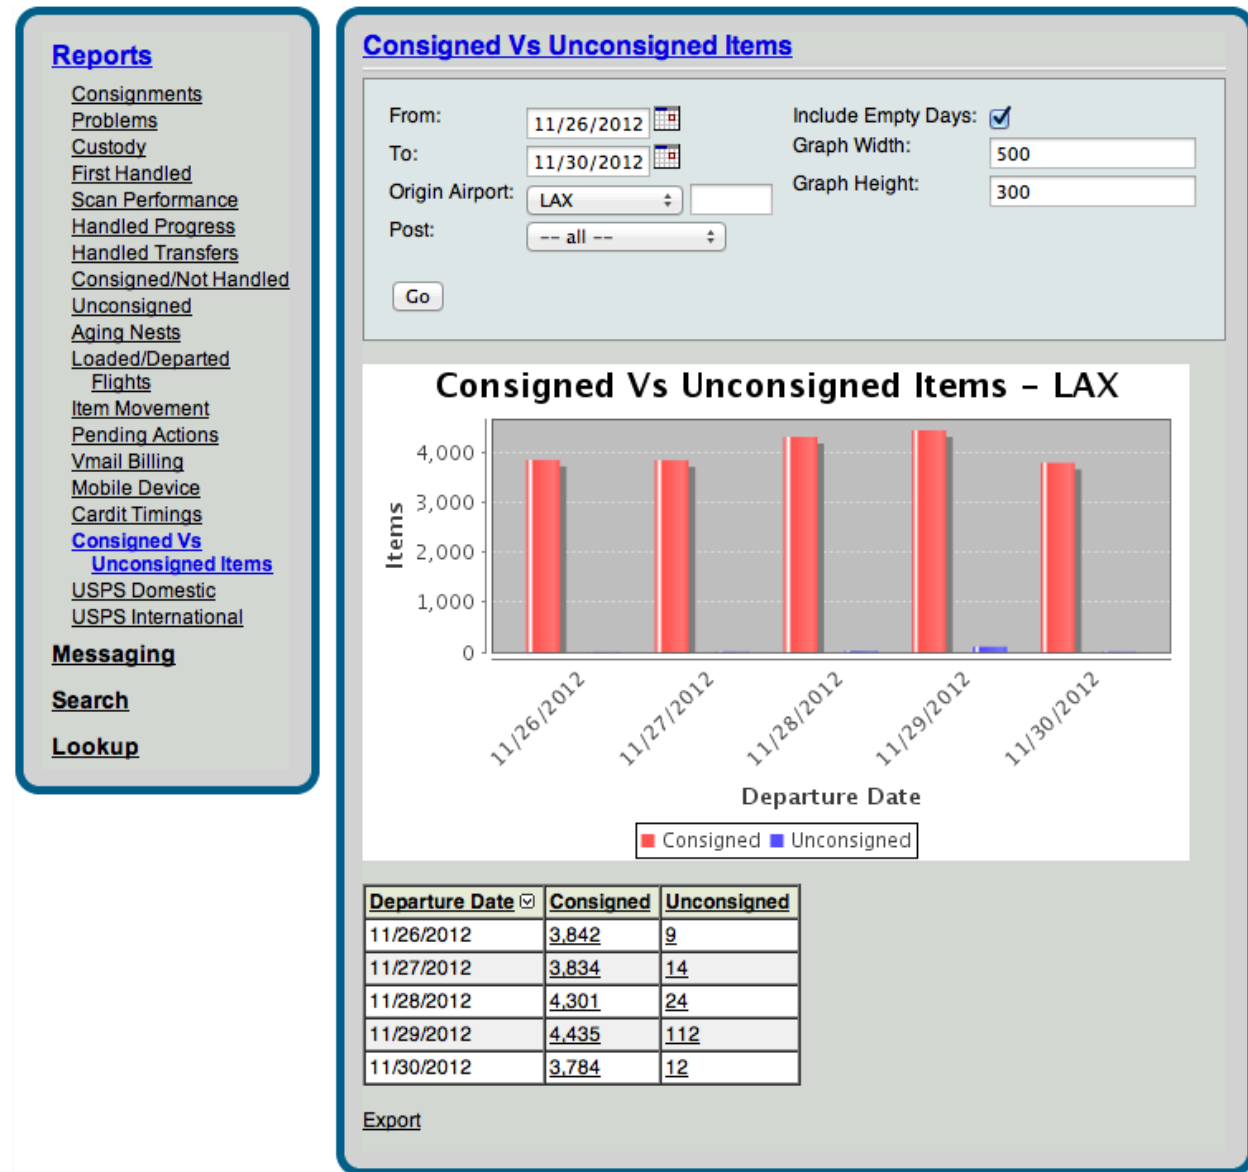 Reports
Consignments
Problems
Custody
First Handled
Scan Performance
Handled Progress
Handled Transfers
Consigned/Not Handled
Unconsigned
Aging Nests
Loaded/Departed
Flights
Item Movement
Pending Actions
Vmail Billing
Mobile Device
Cardit Timings
Consigned Vs
Unconsigned Items
USPS Domestic
USPS International
Messaging
Search
Lookup
Consigned Vs Unconsigned Items
From: 11/26/2012 Include Empty Days:
To: 11/30/2012 Graph Width: 500
Origin Airport: LAX Graph Height: 300
Post: -- all --
Go
Consigned Vs Unconsigned Items – LAX
4,000
3,000
2,000
1,000
0
Items
11/26/2012 11/27/2012 11/28/2012 11/29/2012 11/30/2012
Departure Date
Consigned Unconsigned
Departure Date Consigned Unconsigned
11/26/2012 3,842 9
11/27/2012 3,834 14
11/28/2012 4,301 24
11/29/2012 4,435 112
11/30/2012 3,784 12
Export